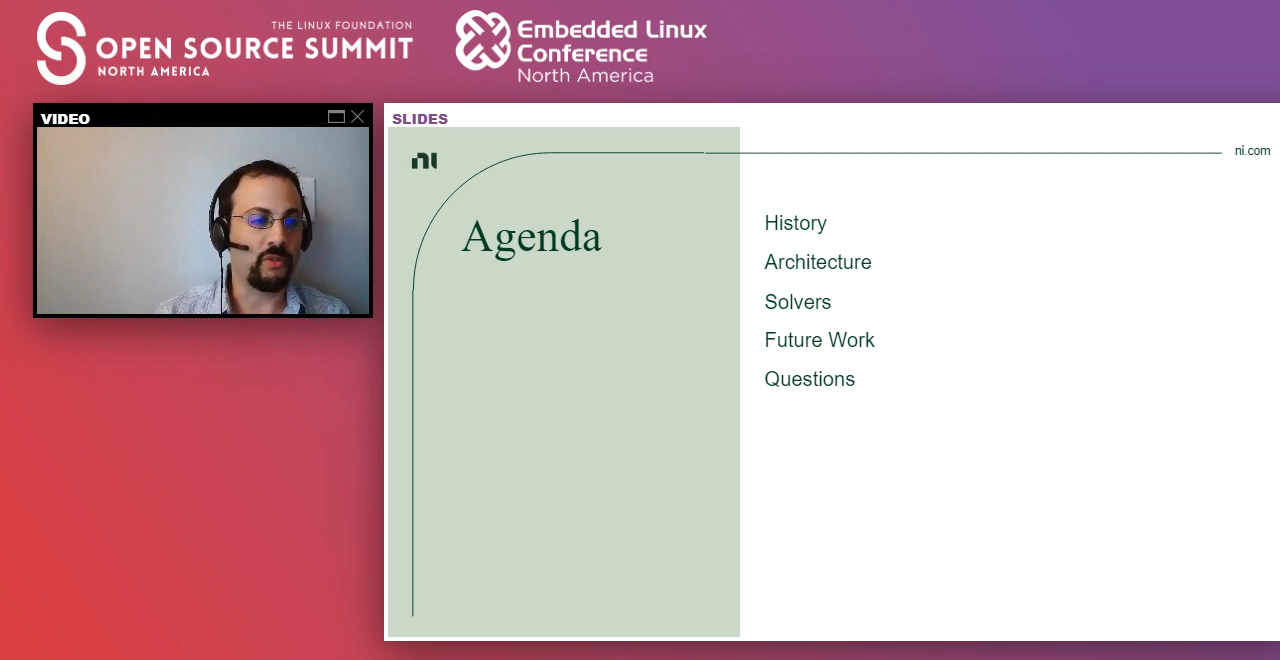 THE LINUX FOUNDATION
OPEN SOURCE SUMMIT
NORTH AMERICA
Embedded Linux
Conference
North America
VIDEO
SLIDES
ni
ni.com
Agenda
History
Architecture
Solvers
Future Work
Questions